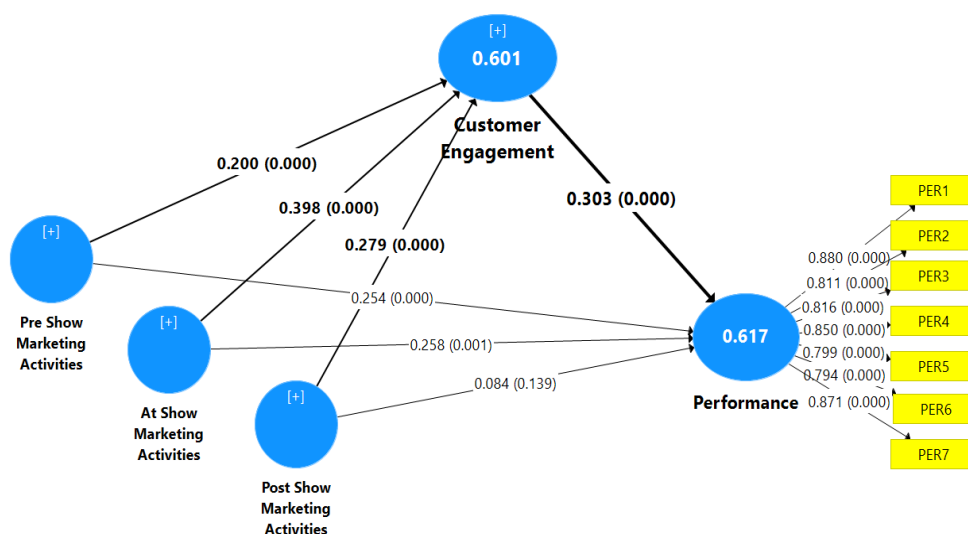 [+]
0.601
Customer
Engagement
0.200 (0.000)
0.398 (0.000)
0.279 (0.000)
0.303 (0.000)
[+]
Pre Show
Marketing
Activities
[+]
At Show
Marketing
Activities
[+]
Post Show
Marketing
Activities
0.254 (0.000)
0.258 (0.001)
0.084 (0.139)
0.617
Performance
0.880 (0.000)
0.811 (0.000)
0.816 (0.000)
0.850 (0.000)
0.799 (0.000)
0.794 (0.000)
0.871 (0.000)
PER1
PER2
PER3
PER4
PER5
PER6
PER7